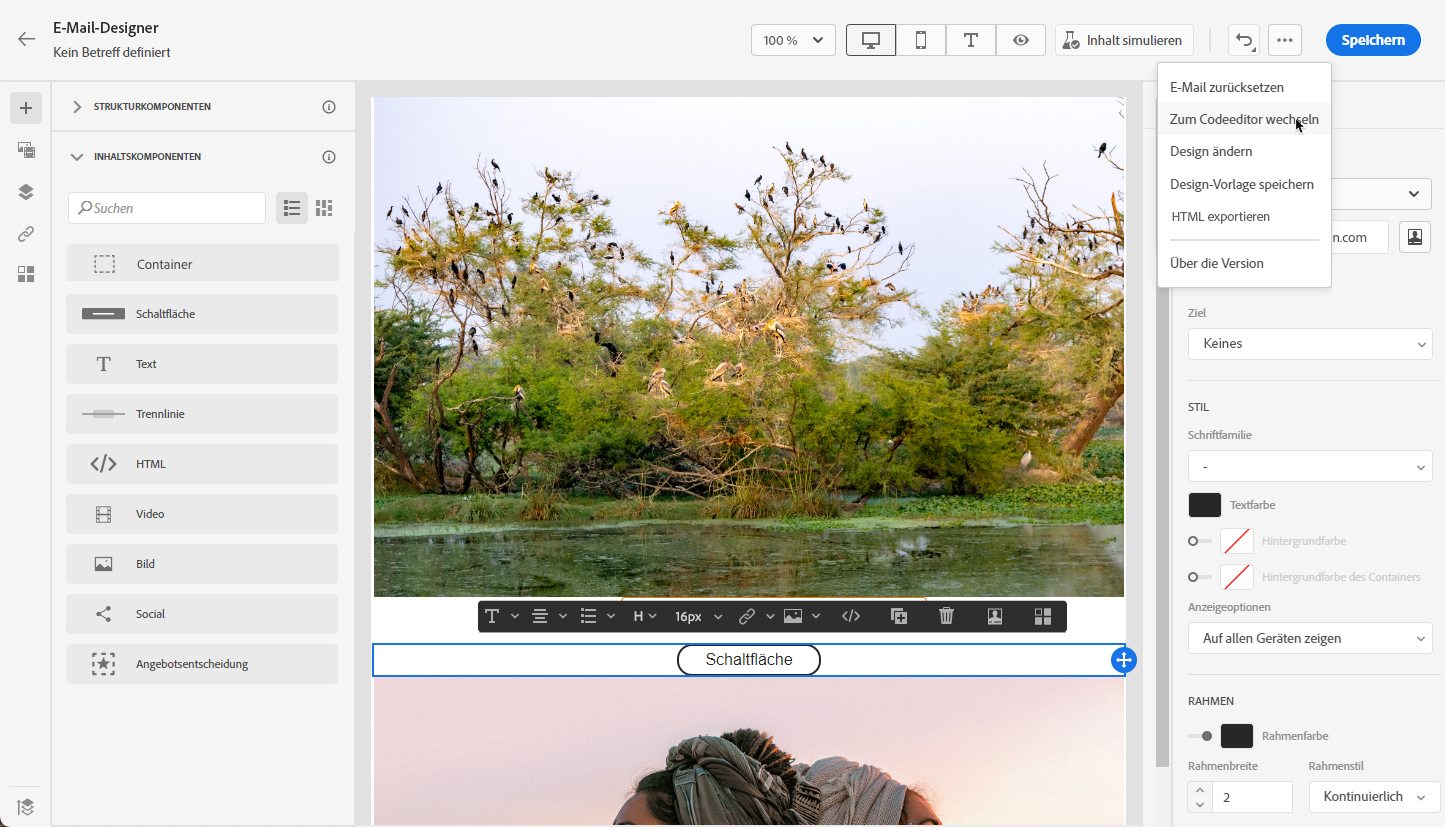 E-Mail-Designer
Kein Betreff definiert
100 %
Inhalt simulieren
Speichern
E-Mail zurücksetzen
Zum Codeeditor wechseln
Design ändern
Design-Vorlage speichern
HTML exportieren
Über die Version
STRUKTURKOMPONENTEN
INHALTSKOMPONENTEN
Suchen
Container
Schaltfläche
Text
Trennlinie
HTML
Video
Bild
Social
Angebotsentscheidung
H
16px
Schaltfläche
n.com
Ziel
Keines
STIL
Schriftfamilie
-
Textfarbe
Hintergrundfarbe
Hintergrundfarbe des Containers
Anzeigeoptionen
Auf allen Geräten zeigen
RAHMEN
Rahmenfarbe
Rahmenbreite
Rahmenstil
2
Kontinuierlich